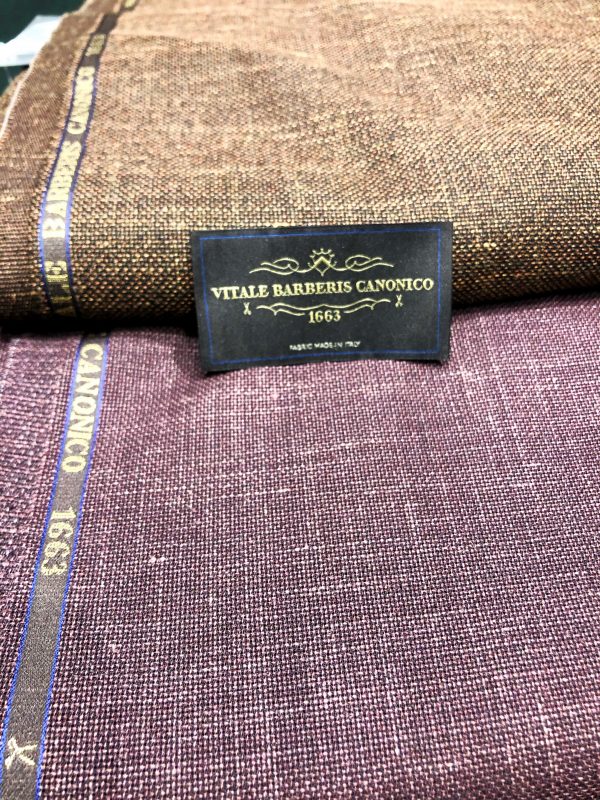 BARBERIS CANONICO
VITALE BARBERIS CANONICO
1663
FABRIC MADE IN ITALY
CANONICO 1663